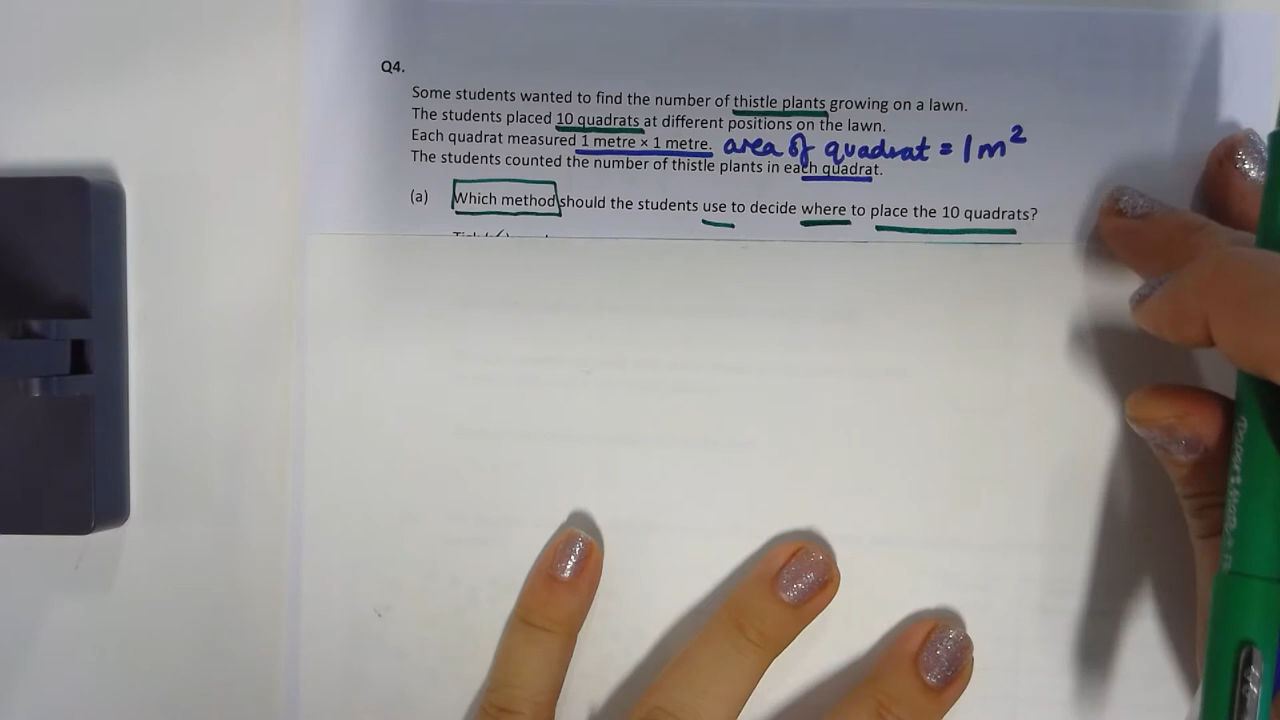 Q4.
Some students wanted to find the number of thistle plants growing on a lawn.
The students placed 10 quadrats at different positions on the lawn.
Each quadrat measured 1 metre × 1 metre. area of quadrat = 1m²
The students counted the number of thistle plants in each quadrat.
(a) Which method should the students use to decide where to place the 10 quadrats?